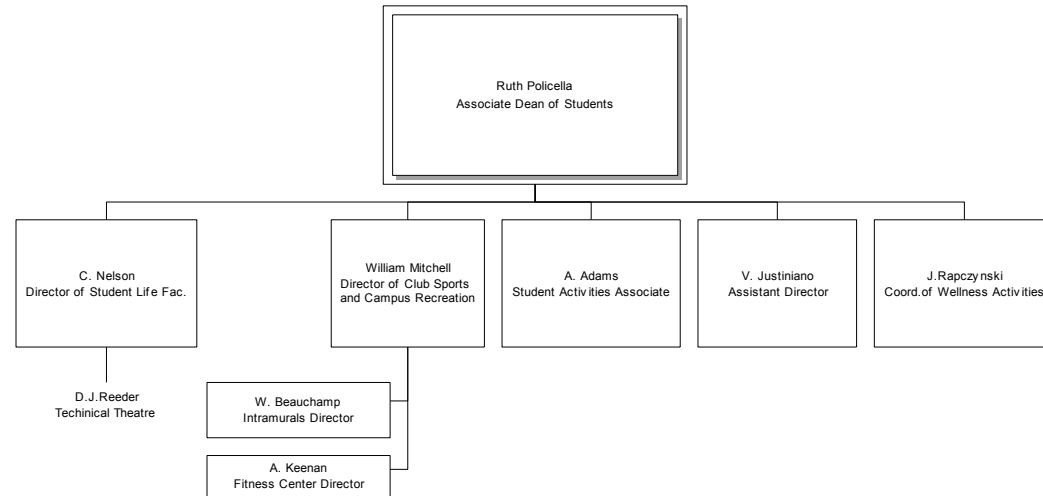 Ruth Policella
Associate Dean of Students
C. Nelson
Director of Student Life Fac.
William Mitchell
Director of Club Sports
and Campus Recreation
A. Adams
Student Activities Associate
V. Justiniano
Assistant Director
J.Rapczynski
Coord.of Wellness Activities
D.J.Reeder
Techinical Theatre
W. Beauchamp
Intramurals Director
A. Keenan
Fitness Center Director